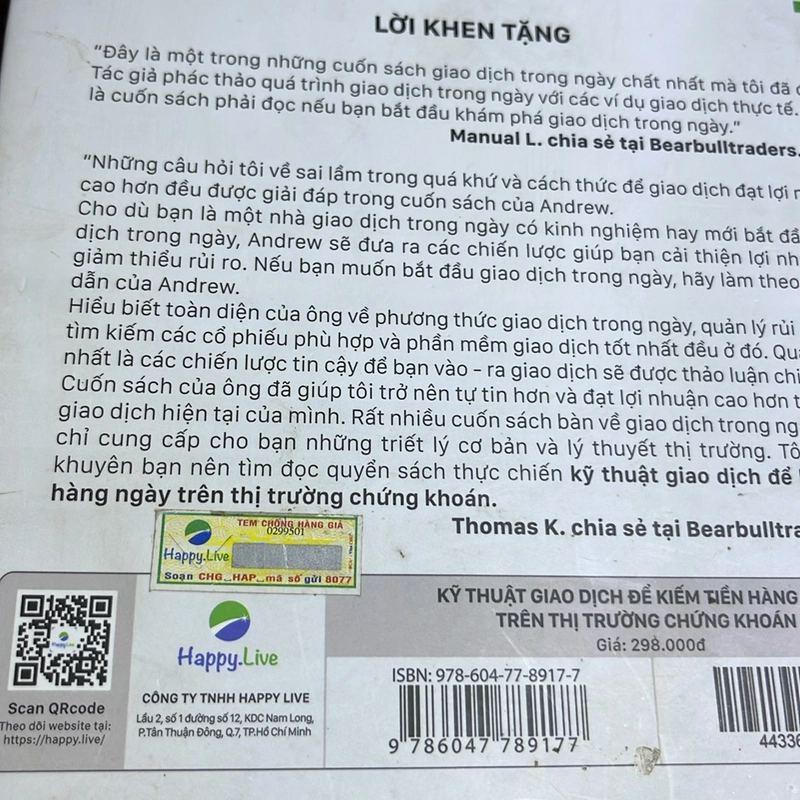 LỜI KHEN TẶNG
“Đây là một trong những cuốn sách giao dịch trong ngày chất nhất mà tôi đã
Tác giả phác thảo quá trình giao dịch trong ngày với các ví dụ giao dịch thực tế.
là cuốn sách phải đọc nếu bạn bắt đầu khám phá giao dịch trong ngày.”
Manual L. chia sẻ tại Bearbulltraders.
“Những câu hỏi tôi về sai lầm trong quá khứ và cách thức để giao dịch đạt lợi
cao hơn đều được giải đáp trong cuốn sách của Andrew.
Cho dù bạn là một nhà giao dịch trong ngày có kinh nghiệm hay mới bắt
dịch trong ngày, Andrew sẽ đưa ra các chiến lược giúp bạn cải thiện lợi
giảm thiểu rủi ro. Nếu bạn muốn bắt đầu giao dịch trong ngày, hãy làm theo
dẫn của Andrew.
Hiểu biết toàn diện của ông về phương thức giao dịch trong ngày, quản lý rủi
tìm kiếm các cổ phiếu phù hợp và phần mềm giao dịch tốt nhất đều ở đó.
nhất là các chiến lược tin cậy để bạn vào - ra giao dịch sẽ được thảo luận
Cuốn sách của ông đã giúp tôi trở nên tự tin hơn và đạt lợi nhuận cao hơn
giao dịch hiện tại của mình. Rất nhiều cuốn sách bàn về giao dịch trong
chỉ cung cấp cho bạn những triết lý cơ bản và lý thuyết thị trường.
khuyên bạn nên tìm đọc quyển sách thực chiến kỹ thuật giao dịch để
hàng ngày trên thị trường chứng khoán.
Thomas K. chia sẻ tại Bearbulltra
TEM CHỐNG HÀNG GIẢ
0299501
Happy.Live
Soạn CHG_HAP_mã số gửi 8077
KỸ THUẬT GIAO DỊCH ĐỂ KIẾM TIỀN HÀNG
TRÊN THỊ TRƯỜNG CHỨNG KHOÁN
Giá: 298.000đ
Happy.Live
CÔNG TY TNHH HAPPY LIVE
Lầu 2, số 1 đường số 12, KDC Nam Long,
P.Tân Thuận Đông, Q.7, TP.Hồ Chí Minh
Scan QRcode
Theo dõi website tại:
https://happy.live/
ISBN: 978-604-77-8917-7
9 786047 789177
44336